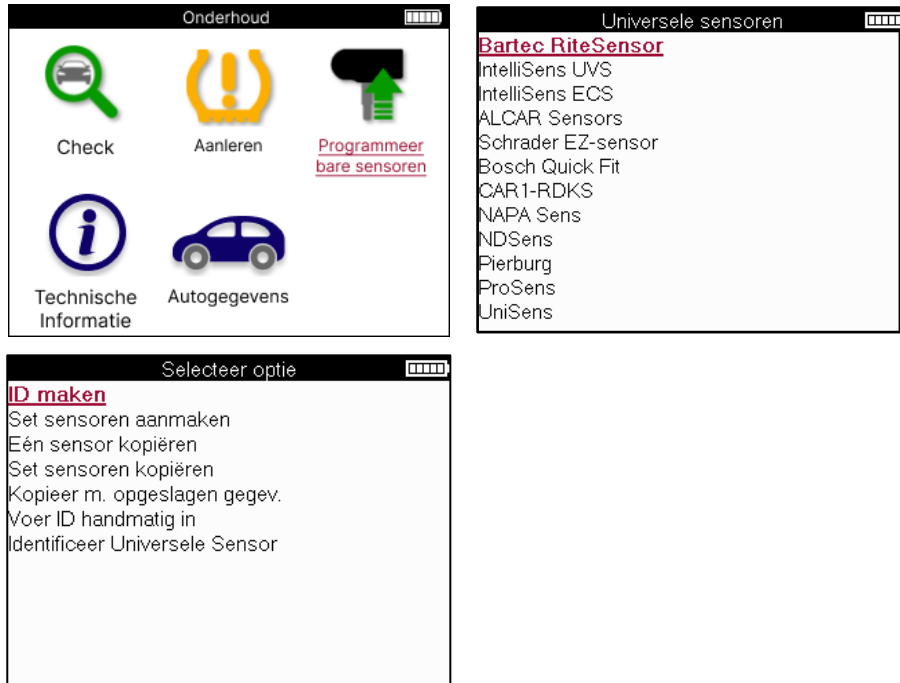 Onderhoud
Check
Aanleren
Programmeer
bare sensoren
Technische
Informatie
Autogegevens
Universele sensoren
Bartec RiteSensor
IntelliSens UVS
IntelliSens ECS
ALCAR Sensors
Schrader EZ-sensor
Bosch Quick Fit
CAR1-RDKS
NAPA Sens
NDSens
Pierburg
ProSens
UniSens
Selecteer optie
ID maken
Set sensoren aanmaken
Eén sensor kopiëren
Set sensoren kopiëren
Kopieer m. opgeslagen gegev.
Voer ID handmatig in
Identificeer Universele Sensor